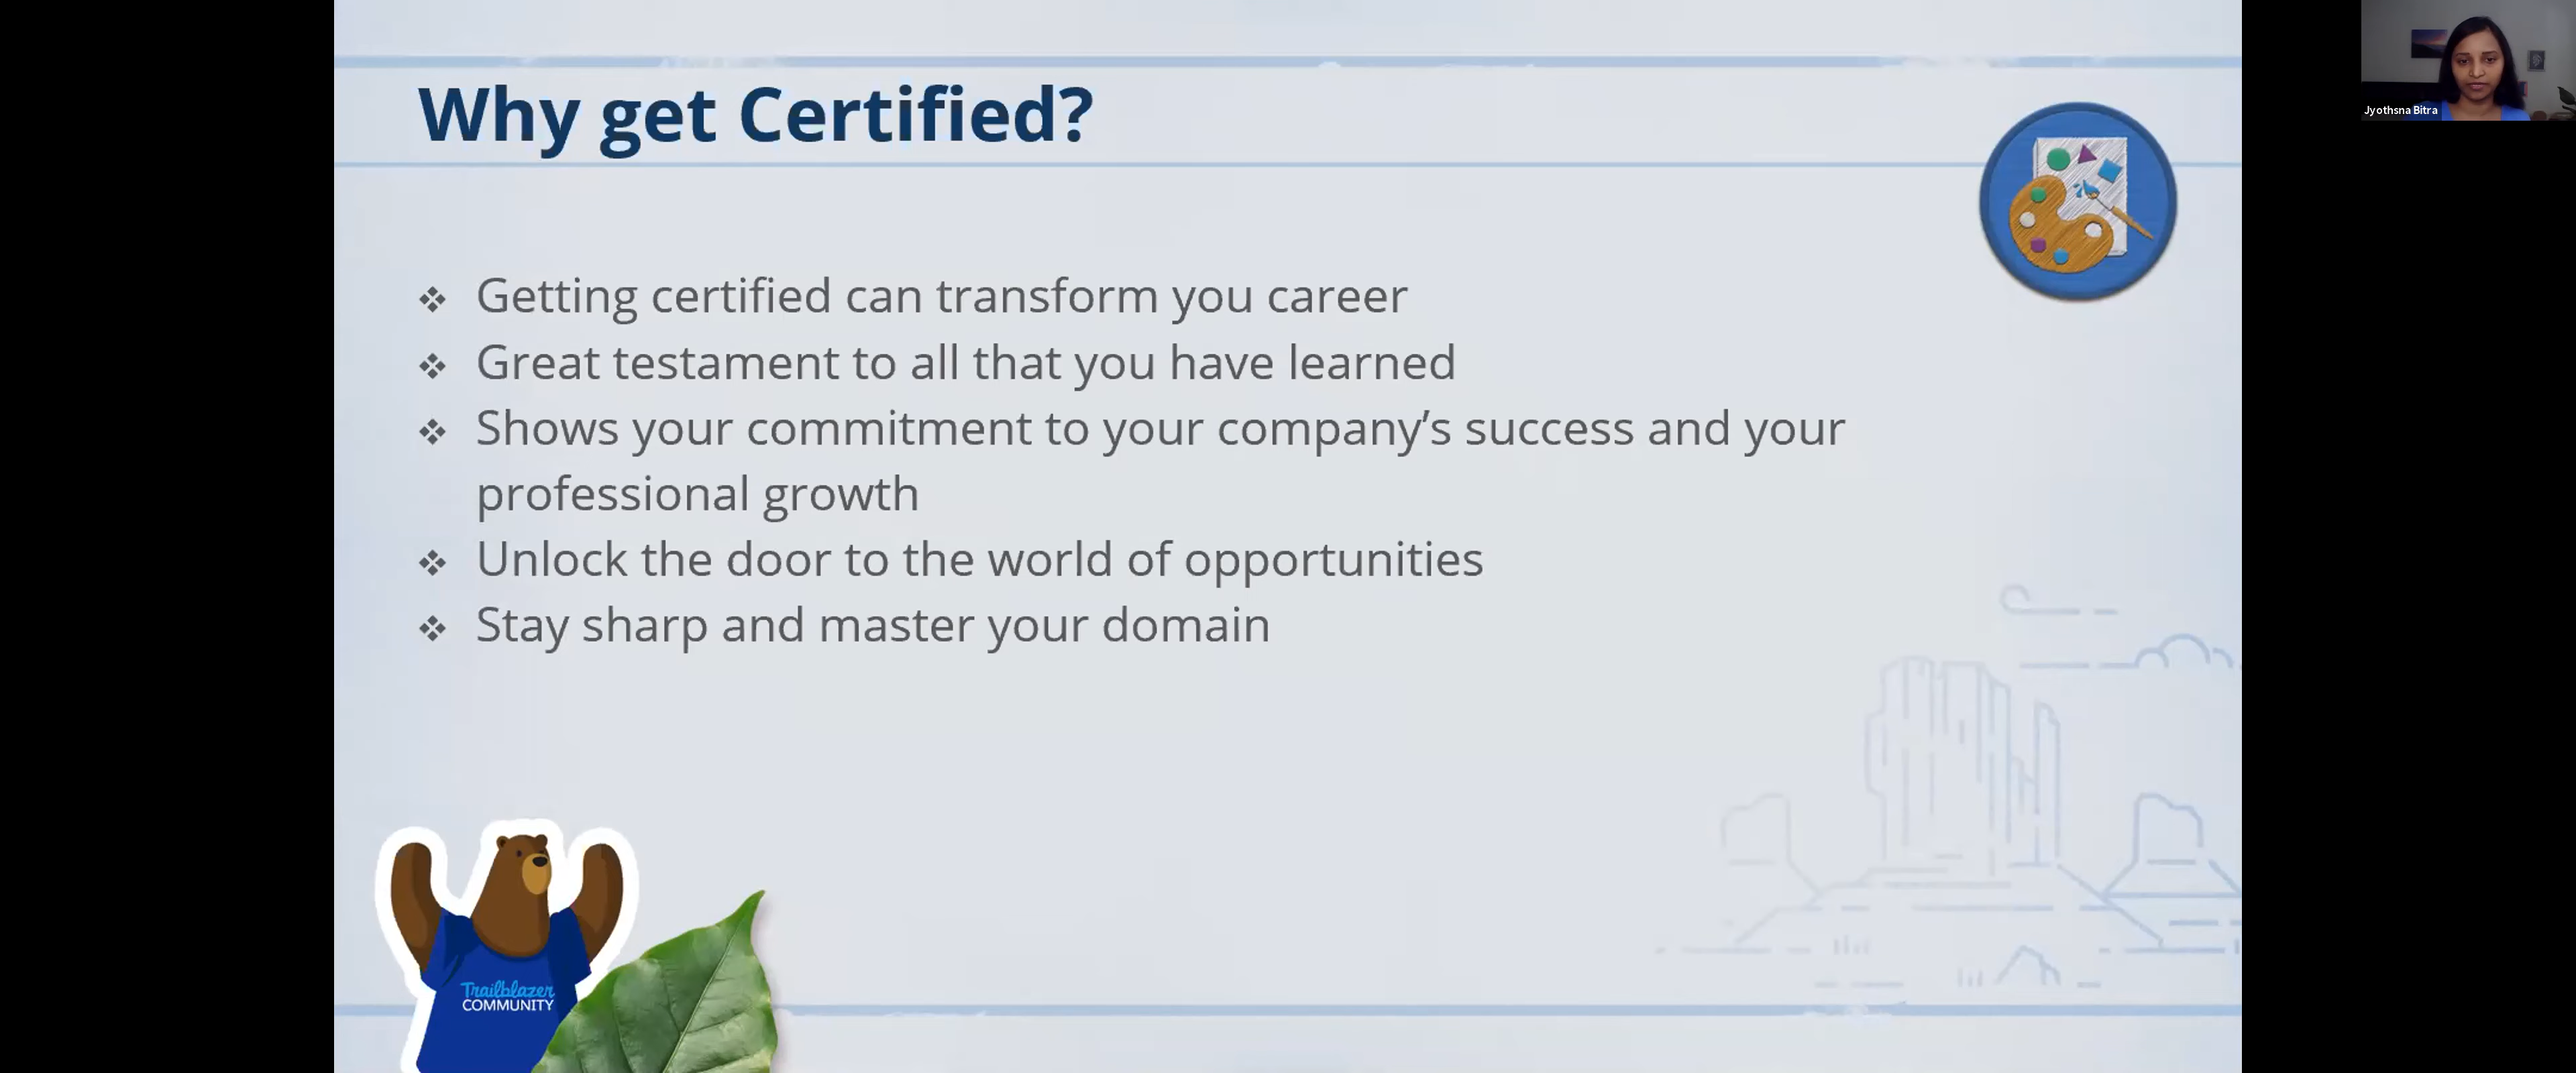 Why get Certified?
Jyothsna Bitra
Getting certified can transform you career
Great testament to all that you have learned
Shows your commitment to your company’s success and your
professional growth
Unlock the door to the world of opportunities
Stay sharp and master your domain
Trailblazer
COMMUNITY